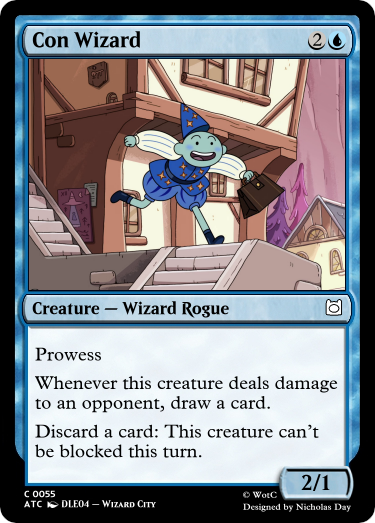 Con Wizard 2
Creature — Wizard Rogue
Prowess
Whenever this creature deals damage
to an opponent, draw a card.
Discard a card: This creature can't
be blocked this turn.
2/1
C 0055
ATC DLE04 — Wizard City
© WotC
Designed by Nicholas Day